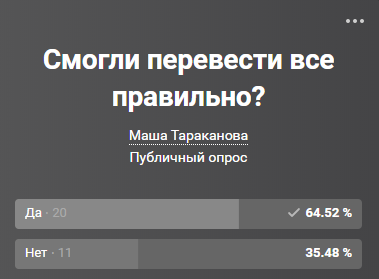 Смогли перевести все
правильно?
Маша Тараканова
Публичный опрос
Да · 20 64.52 %
Нет · 11 35.48 %